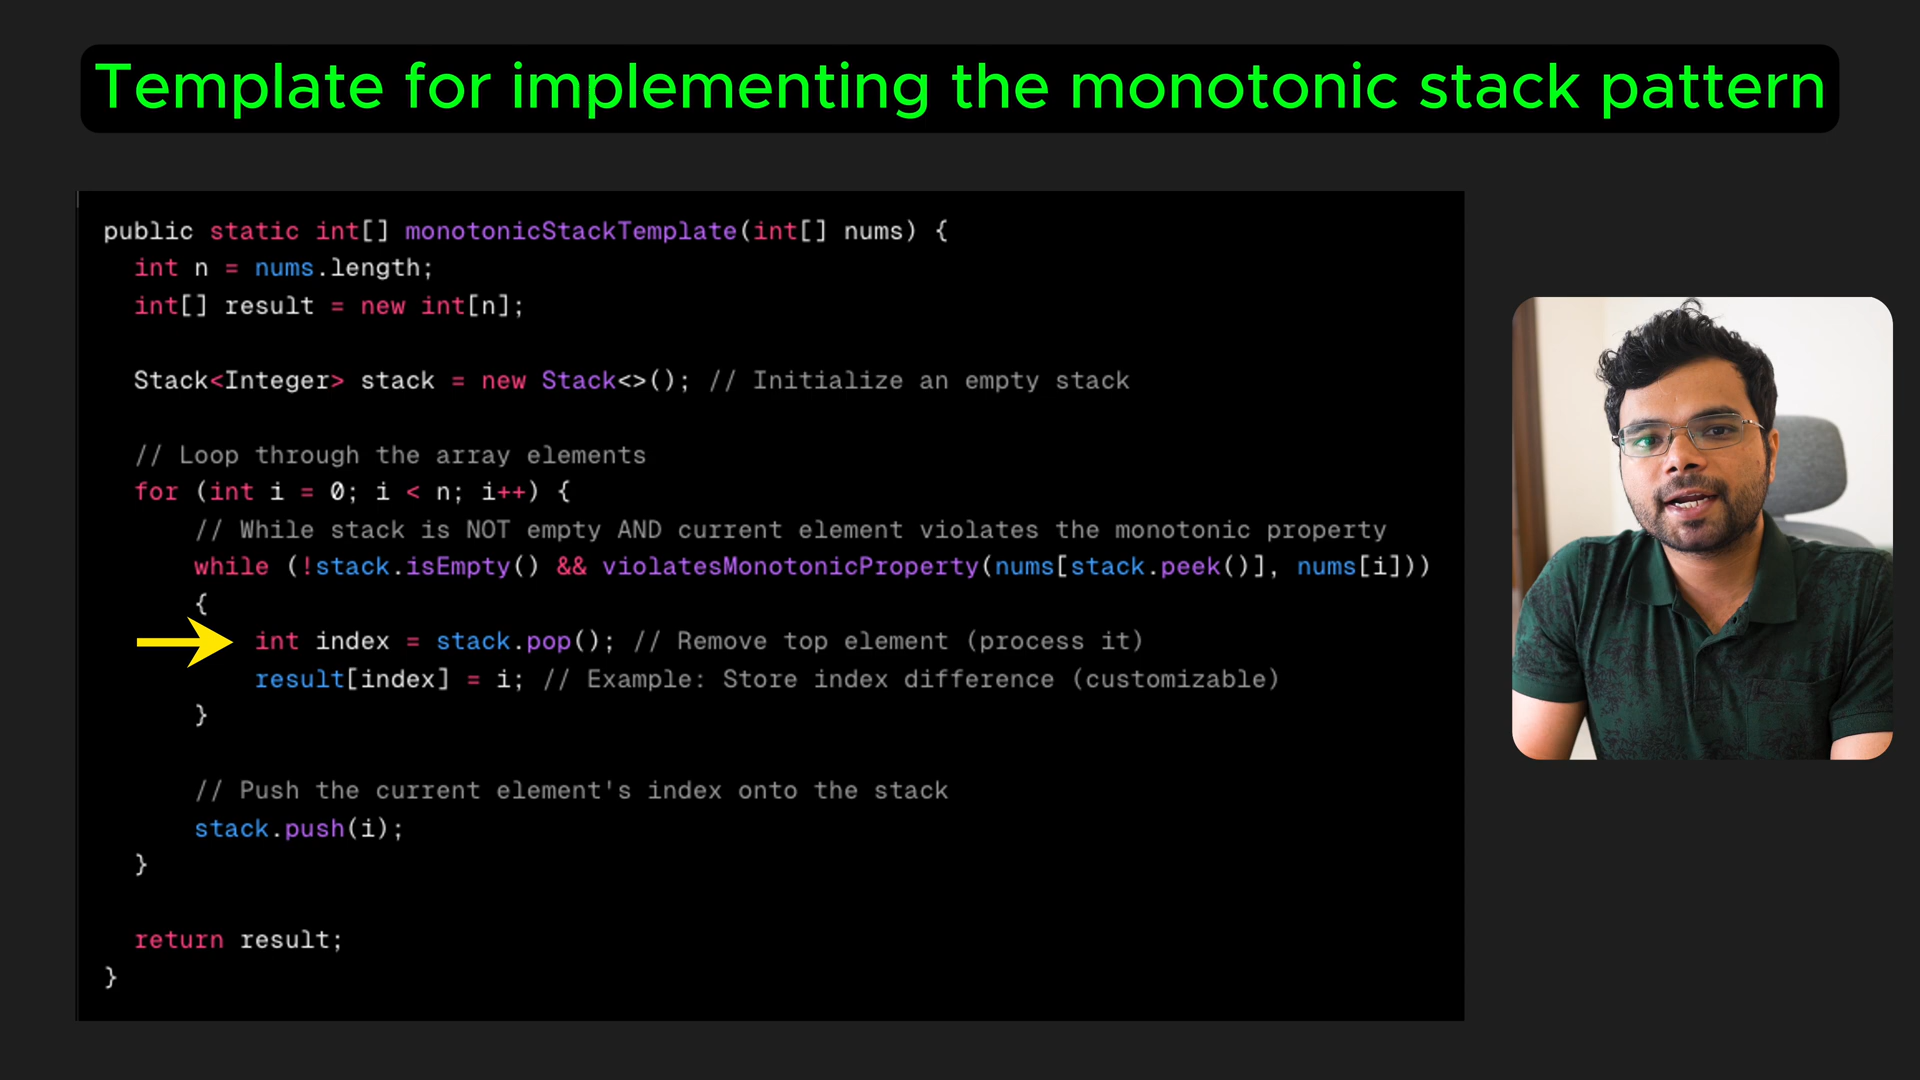 Template for implementing the monotonic stack pattern
public static int[] monotonicStackTemplate(int[] nums) {
int n = nums.length;
int[] result = new int[n];
Stack<Integer> stack = new Stack<>(); // Initialize an empty stack
// Loop through the array elements
for (int i = 0; i < n; i++) {
// While stack is NOT empty AND current element violates the monotonic property
while (!stack.isEmpty() && violatesMonotonicProperty(nums[stack.peek()], nums[i]))
{
int index = stack.pop(); // Remove top element (process it)
result[index] = i; // Example: Store index difference (customizable)
}
// Push the current element's index onto the stack
stack.push(i);
}
return result;
}